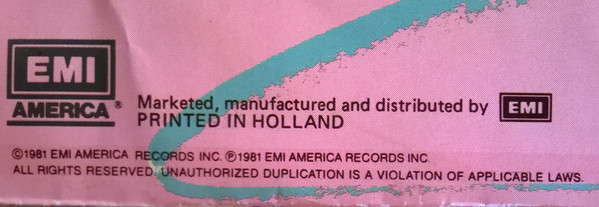 EMI
AMERICA®
Marketed, manufactured and distributed by EMI
PRINTED IN HOLLAND
©1981 EMI AMERICA RECORDS INC. ℗1981 EMI AMERICA RECORDS INC.
ALL RIGHTS RESERVED. UNAUTHORIZED DUPLICATION IS A VIOLATION OF APPLICABLE LAWS.